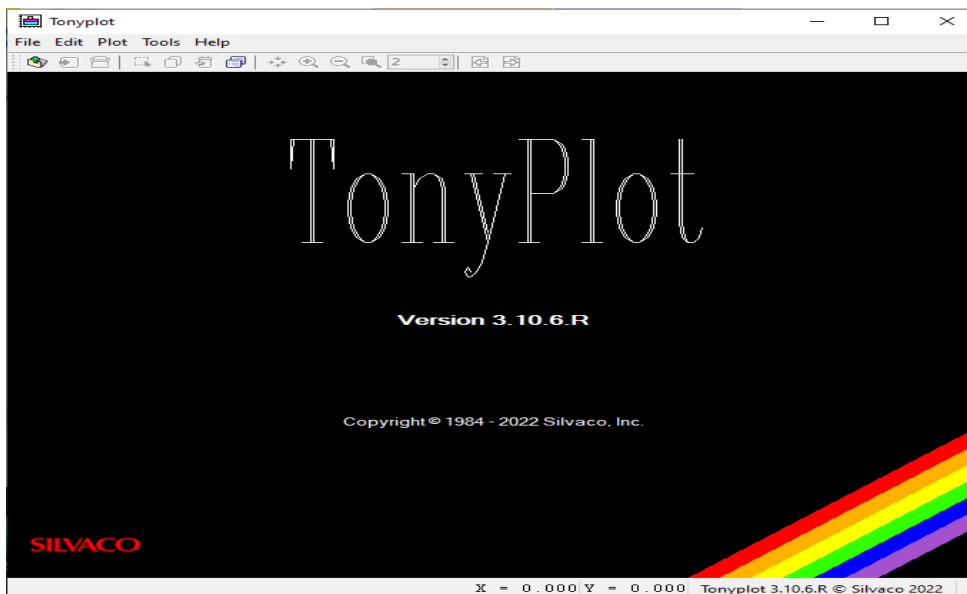 Tonyplot
File Edit Plot Tools Help
2
TonyPlot
Version 3.10.6.R
Copyright © 1984 - 2022 Silvaco, Inc.
SILVACO
X = 0.000 Y = 0.000 Tonyplot 3.10.6.R © Silvaco 2022